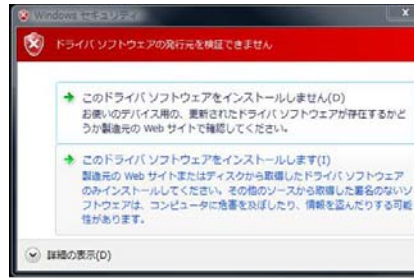 Windows セキュリティ
ドライバ ソフトウェアの発行元を検証できません
このドライバ ソフトウェアをインストールしません(D)
お使いのデバイス用の、更新されたドライバ ソフトウェアが存在するかど
うか製造元の Web サイトで確認してください。
このドライバ ソフトウェアをインストールします(I)
製造元の Web サイトまたはディスクから取得したドライバ ソフトウェア
のみインストールしてください。その他のソースから取得した署名のないソ
フトウェアは、コンピュータに危害を及ぼしたり、情報を盗んだりする可能
性があります。
詳細の表示(D)